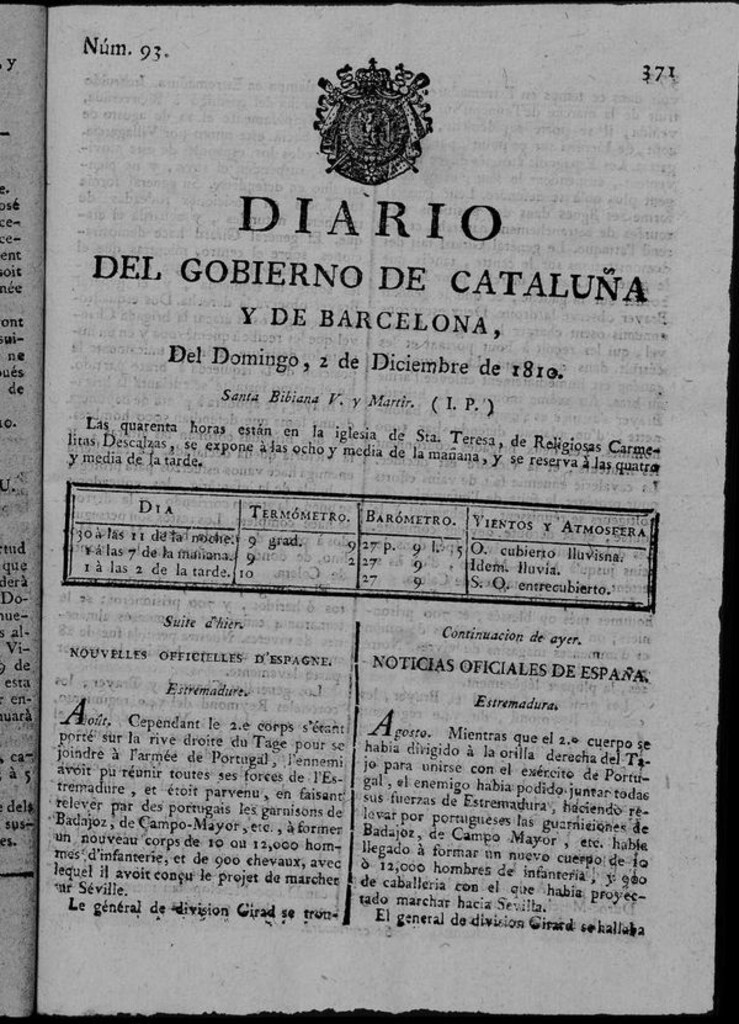 y
Núm. 93.
371
DIARIO
DEL GOBIERNO DE CATALUÑA
Y DE BARCELONA,
Del Domingo, 2 de Diciembre de 1810.
Santa Bibiana V. y Martir. ( I. P. )
Las quarenta horas están en la iglesia de Sta. Teresa, de Religiosas Carme-
litas Descalzas, se expone à las ocho y media de la mañana, y se reserva à las quatro
y media de la tarde.
DIA TERMÓMETRO. BARÓMETRO. VIENTOS Y ATMOSFERA
30 à las 11 de la noche. 9 grad. 9 27 p. 9 l. 5 O. cubierto lluvisna.
1 à las 7 de la mañana. 9 2 27 9 Idem. lluvia.
1 à las 2 de la tarde. 10 27 9 S. O. entrecubierto.
Suite d'hier.
NOUVELLES OFFICIELLES D'ESPAGNE.
Estremadure.
Août, Cependant le 2.e corps s'étant
porté sur la rive droite du Tage pour se
joindre à l'armée de Portugal, l'ennemi
avoit pu réunir toutes ses forces de l'Es-
tremadure, et étoit parvenu, en faisant
relever par des portugais les garnisons de
Badajoz, de Campo-Mayor, etc., à former
un nouveau corps de 10 ou 12,000 hom-
mes d'infanterie, et de 900 chevaux, avec
lequel il avoit conçu le projet de marcher
sur Séville.
Le général de division Girad se trou-
Continuacion de ayer.
NOTICIAS OFICIALES DE ESPAÑA.
Estremadura.
Agosto. Mientras que el 2.º cuerpo se
habia dirigido à la orilla derecha del Ta-
jo para unirse con el exército de Portu-
gal, el enemigo habia podido juntar todas
sus fuerzas de Estremadura, haciendo re-
levar por portugueses las guarniciones de
Badajoz, de Campo Mayor, etc. habia
llegado à formar un nuevo cuerpo de 10
ò 12,000 hombres de infanteria, y 900
de caballeria con el que habia proyec-
tado marchar hacia Sevilla.
El general de division Girard se hallaba